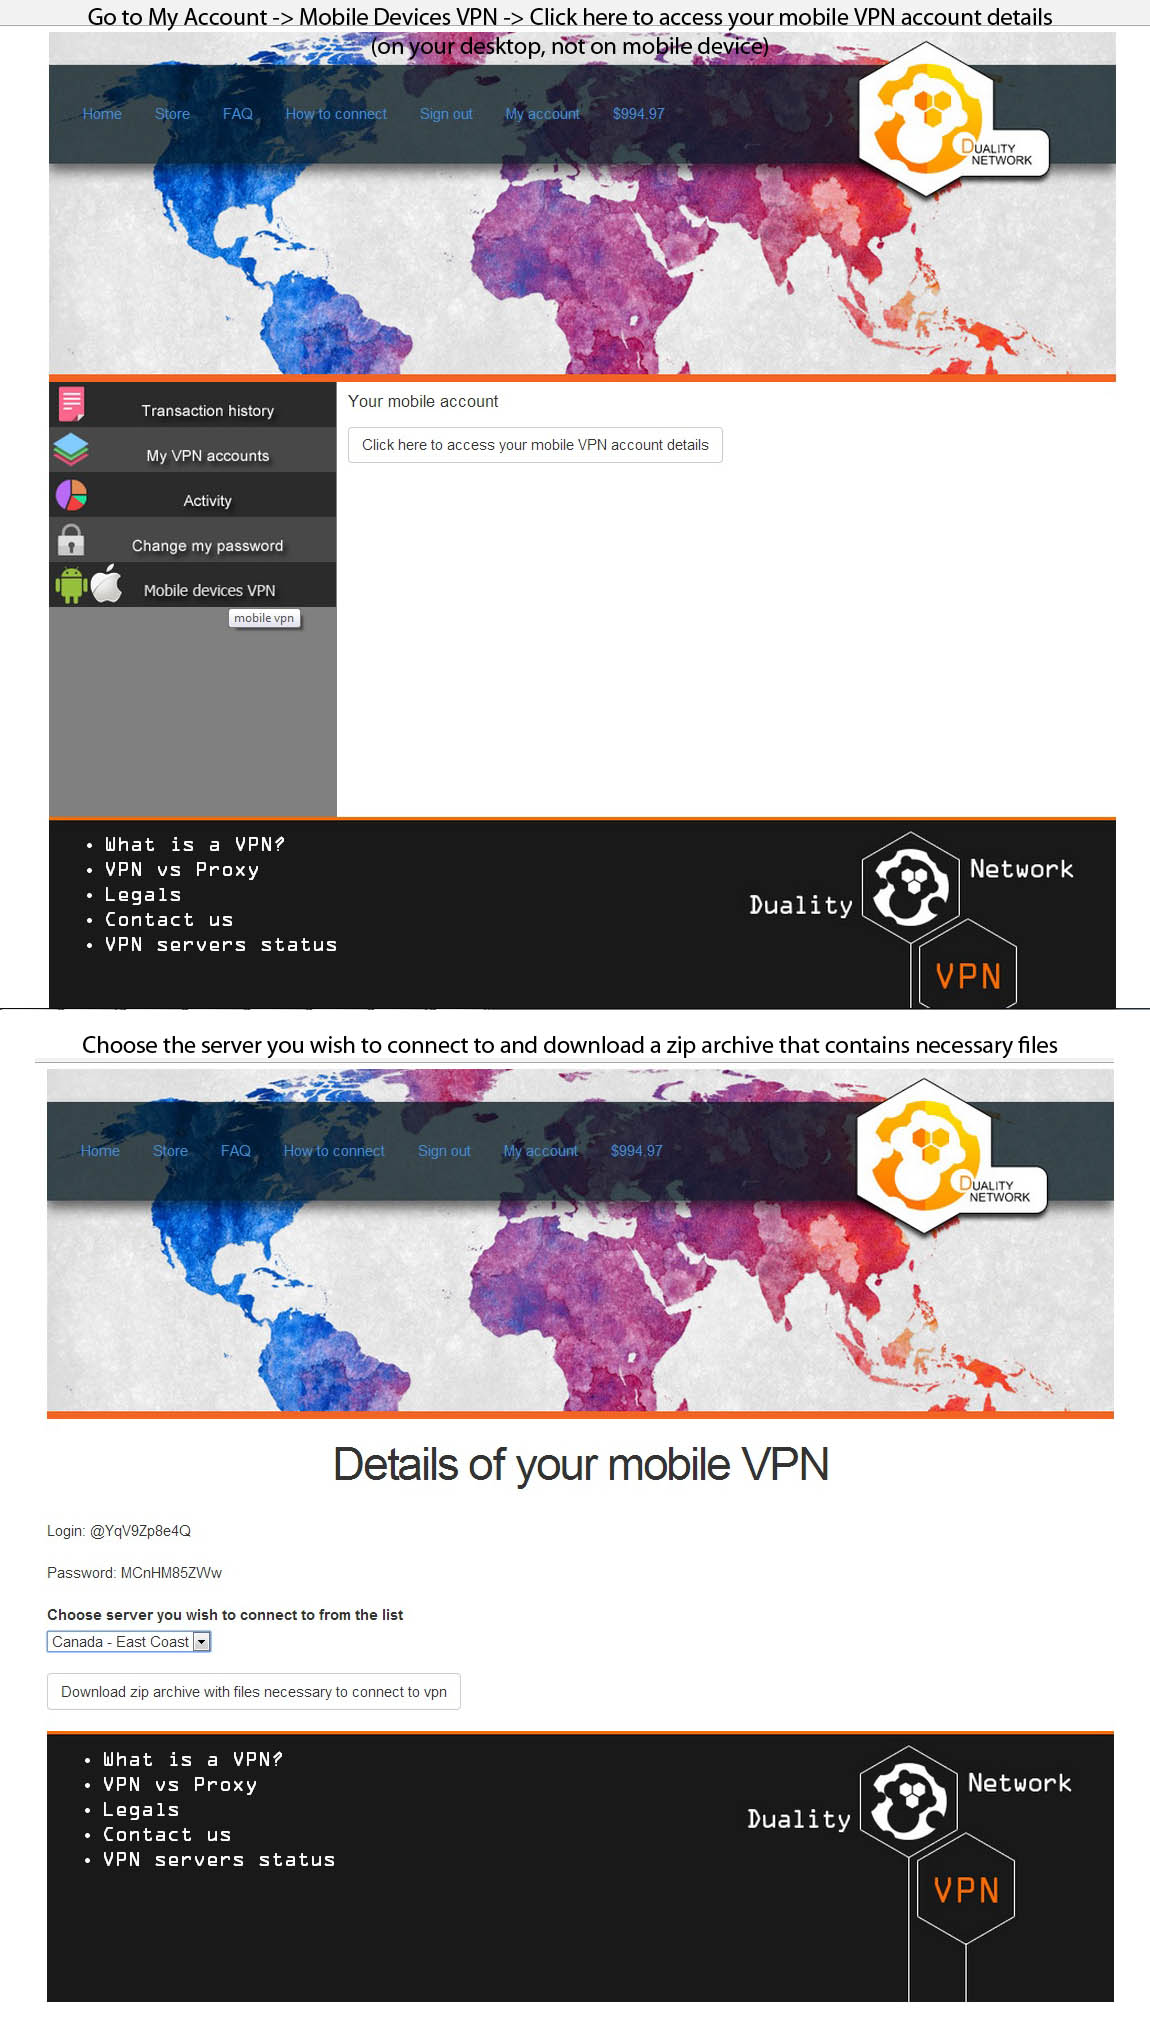 Go to My Account -> Mobile Devices VPN -> Click here to access your mobile VPN account details
(on your desktop, not on mobile device)
Home Store FAQ How to connect Sign out My account $994.97
DUALITY
NETWORK
Transaction history
My VPN accounts
Activity
Change my password
Mobile devices VPN
mobile vpn
Your mobile account
Click here to access your mobile VPN account details
• What is a VPN?
• VPN vs Proxy
• Legals
• Contact us
• VPN servers status
Duality
Network
VPN
Choose the server you wish to connect to and download a zip archive that contains necessary files
Home Store FAQ How to connect Sign out My account $994.97
DUALITY
NETWORK
Details of your mobile VPN
Login: @YqV9Zp8e4Q
Password: MCnHM85ZWw
Choose server you wish to connect to from the list
Canada - East Coast
Download zip archive with files necessary to connect to vpn
• What is a VPN?
• VPN vs Proxy
• Legals
• Contact us
• VPN servers status
Duality
Network
VPN